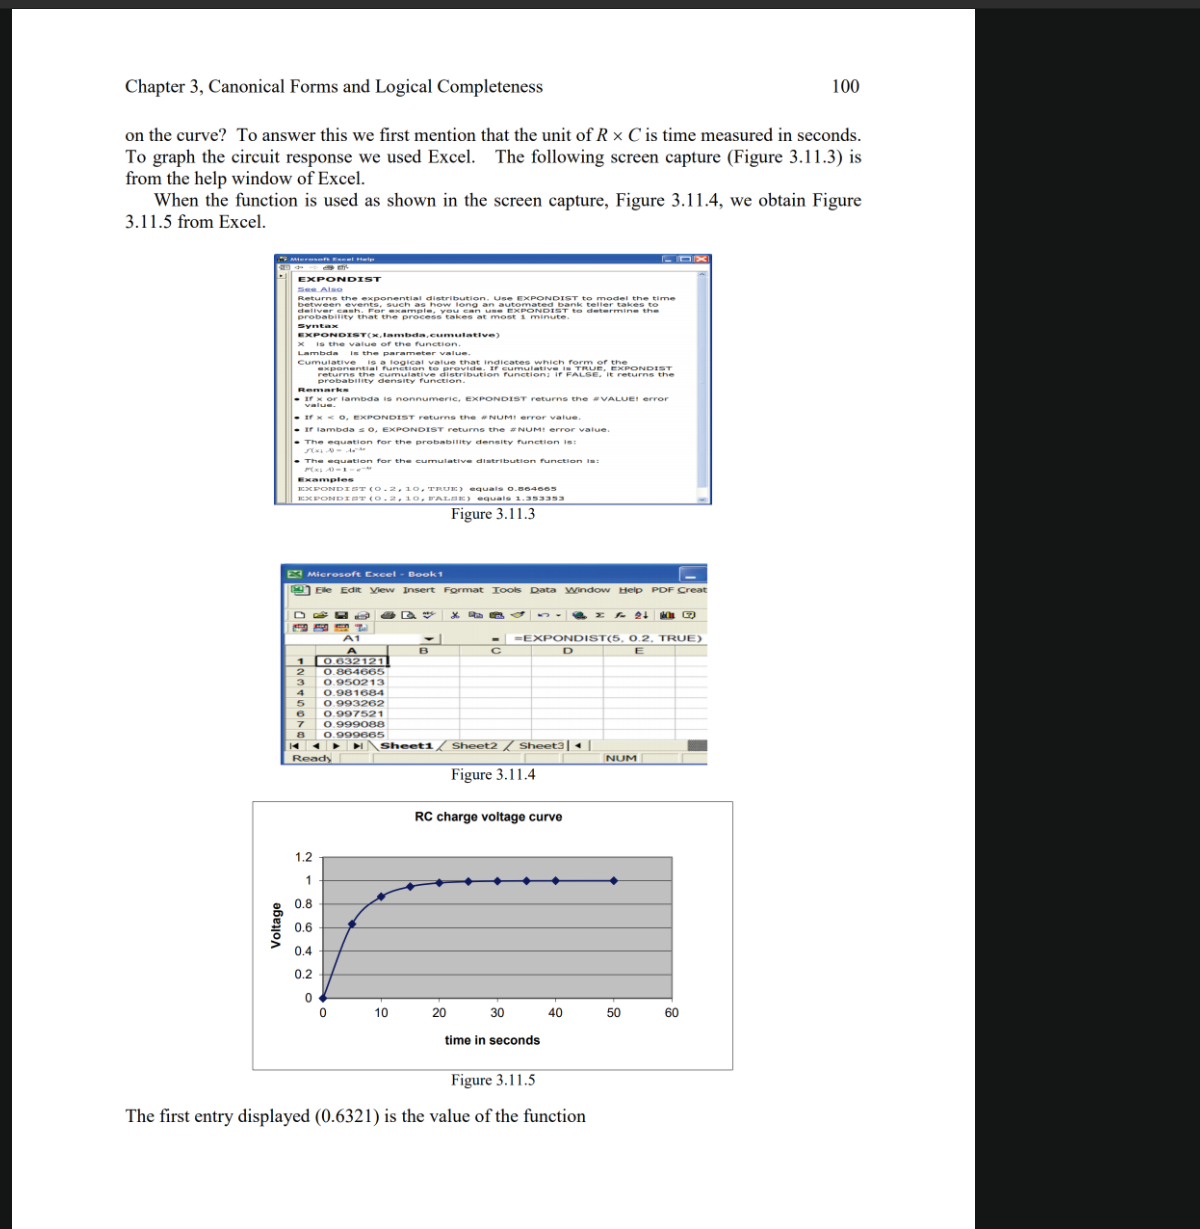 Chapter 3, Canonical Forms and Logical Completeness 100
on the curve? To answer this we first mention that the unit of R × C is time measured in seconds.
To graph the circuit response we used Excel. The following screen capture (Figure 3.11.3) is
from the help window of Excel.
When the function is used as shown in the screen capture, Figure 3.11.4, we obtain Figure
3.11.5 from Excel.
Microsoft Excel Help
EXPONDIST
See Also
Returns the exponential distribution. Use EXPONDIST to model the time
between events, such as how long an automated bank teller takes to
deliver cash. For example, you can use EXPONDIST to determine the
probability that the process takes at most 1 minute.
Syntax
EXPONDIST(x,lambda,cumulative)
X is the value of the function.
Lambda is the parameter value.
Cumulative is a logical value that indicates which form of the
exponential function to provide. If cumulative is TRUE, EXPONDIST
returns the cumulative distribution function; if FALSE, it returns the
probability density function.
Remarks
• If x or lambda is nonnumeric, EXPONDIST returns the #VALUE! error
value.
• If x < 0, EXPONDIST returns the #NUM! error value.
• If lambda ≤ 0, EXPONDIST returns the #NUM! error value.
• The equation for the probability density function is:
• The equation for the cumulative distribution function is:
Examples
EXPONDIST(0.2,10,TRUE) equals 0.864665
EXPONDIST(0.2,10,FALSE) equals 1.353353
Figure 3.11.3
Microsoft Excel - Book1
File Edit View Insert Format Tools Data Window Help PDF Creat
A1 = =EXPONDIST(5, 0.2, TRUE)
A B C D E
1 0.632121
2 0.864665
3 0.950213
4 0.981684
5 0.993262
6 0.997521
7 0.999088
8 0.999665
Sheet1 Sheet2 Sheet3
Ready NUM
Figure 3.11.4
RC charge voltage curve
1.2
1
0.8
0.6
0.4
0.2
0
Voltage
0 10 20 30 40 50 60
time in seconds
Figure 3.11.5
The first entry displayed (0.6321) is the value of the function